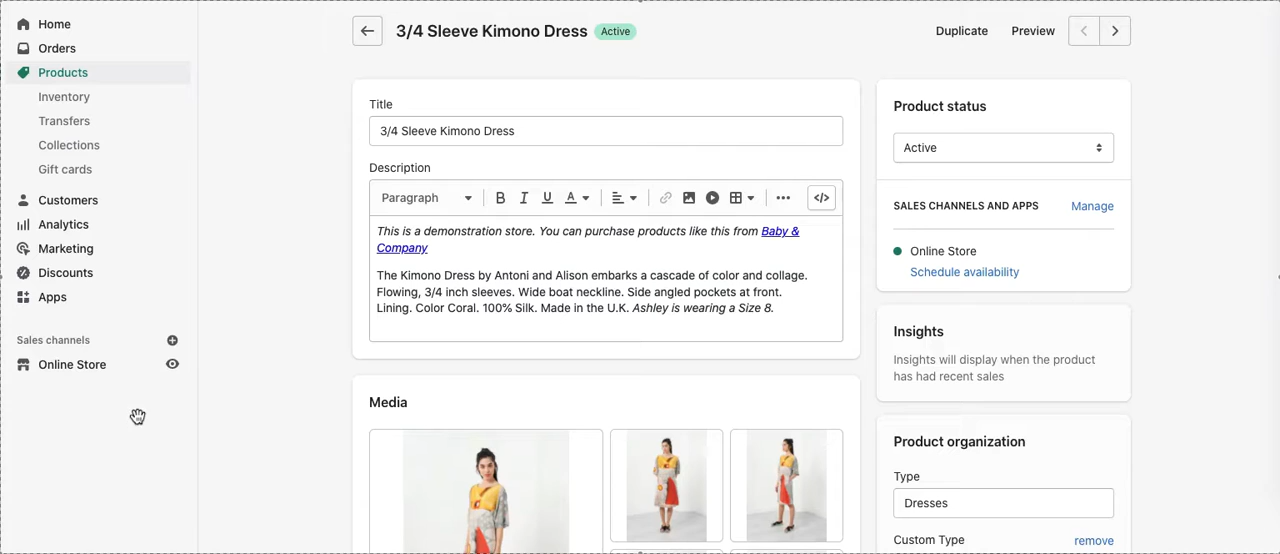 Home
Orders
Products
Inventory
Transfers
Collections
Gift cards
Customers
Analytics
Marketing
Discounts
Apps
Sales channels
Online Store
3/4 Sleeve Kimono Dress Active
Duplicate Preview
Title
3/4 Sleeve Kimono Dress
Description
Paragraph B I U A </>
This is a demonstration store. You can purchase products like this from Baby &
Company
The Kimono Dress by Antoni and Alison embarks a cascade of color and collage.
Flowing, 3/4 inch sleeves. Wide boat neckline. Side angled pockets at front.
Lining. Color Coral. 100% Silk. Made in the U.K. Ashley is wearing a Size 8.
Media
Product status
Active
SALES CHANNELS AND APPS Manage
Online Store
Schedule availability
Insights
Insights will display when the product
has had recent sales
Product organization
Type
Dresses
Custom Type remove